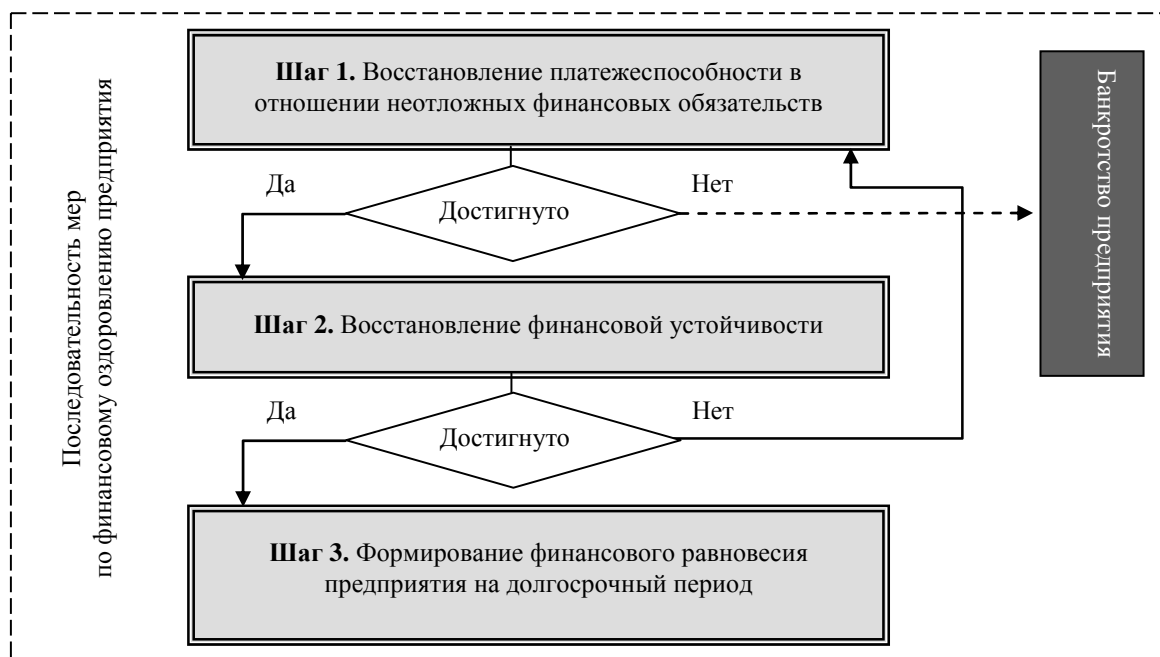 Последовательность мер
по финансовому оздоровлению предприятия
Шаг 1. Восстановление платежеспособности в
отношении неотложных финансовых обязательств
Да
Достигнуто
Нет
Банкротство предприятия
Шаг 2. Восстановление финансовой устойчивости
Да
Достигнуто
Нет
Шаг 3. Формирование финансового равновесия
предприятия на долгосрочный период